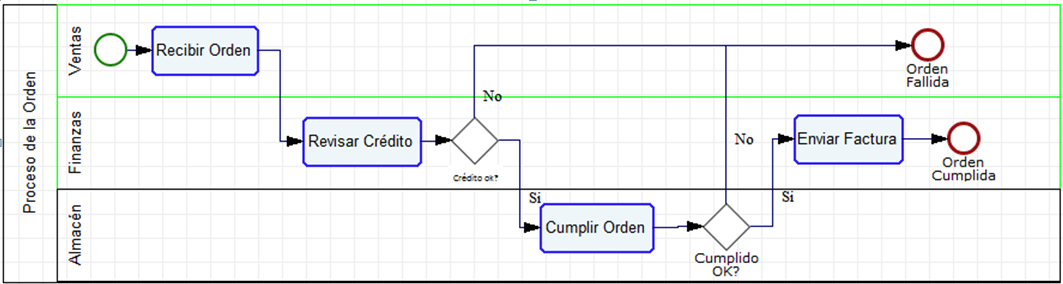 Proceso de la Orden
Ventas
Recibir Orden
Orden
Fallida
No
Finanzas
Revisar Crédito
Crédito ok?
No
Enviar Factura
Orden
Cumplida
Almacén
Si
Cumplir Orden
Cumplido
OK?
Si